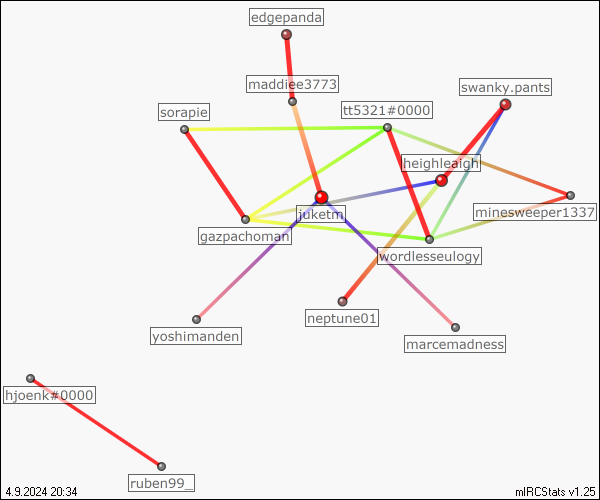 edgepanda
maddiee3773
swanky.pants
sorapie
tt5321#0000
heighleaigh
juketm
minesweeper1337
gazpachoman
wordlesseulogy
neptune01
yoshimanden
marcemadness
hjoenk#0000
ruben99_
4.9.2024 20:34
mIRCStats v1.25